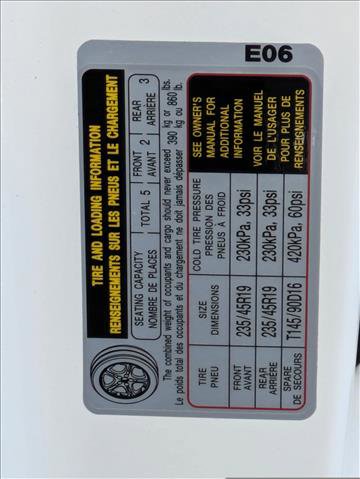 E06
TIRE AND LOADING INFORMATION
RENSEIGNEMENTS SUR LES PNEUS ET LE CHARGEMENT
SEATING CAPACITY
NOMBRE DE PLACES
TOTAL 5
FRONT
AVANT 2
REAR
ARRIÈRE 3
The combined weight of occupants and cargo should never exceed 390 kg or 860 lbs.
Le poids total des occupants et du chargement ne doit jamais dépasser 390 kg ou 860 lb.
TIRE
PNEU
SIZE
DIMENSIONS
COLD TIRE PRESSURE
PRESSION DES
PNEUS À FROID
FRONT
AVANT
235/45R19
230kPa, 33psi
REAR
ARRIÈRE
235/45R19
230kPa, 33psi
SPARE
DE SECOURS
T145/90D16
420kPa, 60psi
SEE OWNER'S
MANUAL FOR
ADDITIONAL
INFORMATION
VOIR LE MANUEL
DE L'USAGER
POUR PLUS DE
RENSEIGNEMENTS